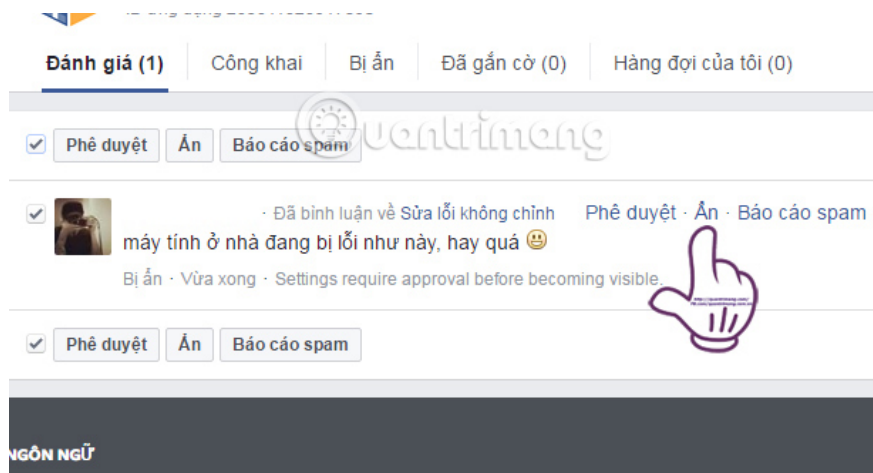 Đánh giá (1) Công khai Bị ẩn Đã gắn cờ (0) Hàng đợi của tôi (0)
Quantrimang
Phê duyệt Ẩn Báo cáo spam
· Đã bình luận về Sửa lỗi không chỉnh Phê duyệt · Ẩn · Báo cáo spam
máy tính ở nhà đang bị lỗi như này, hay quá 😃
Bị ẩn · Vừa xong · Settings require approval before becoming visible.
Phê duyệt Ẩn Báo cáo spam
NGÔN NGỮ